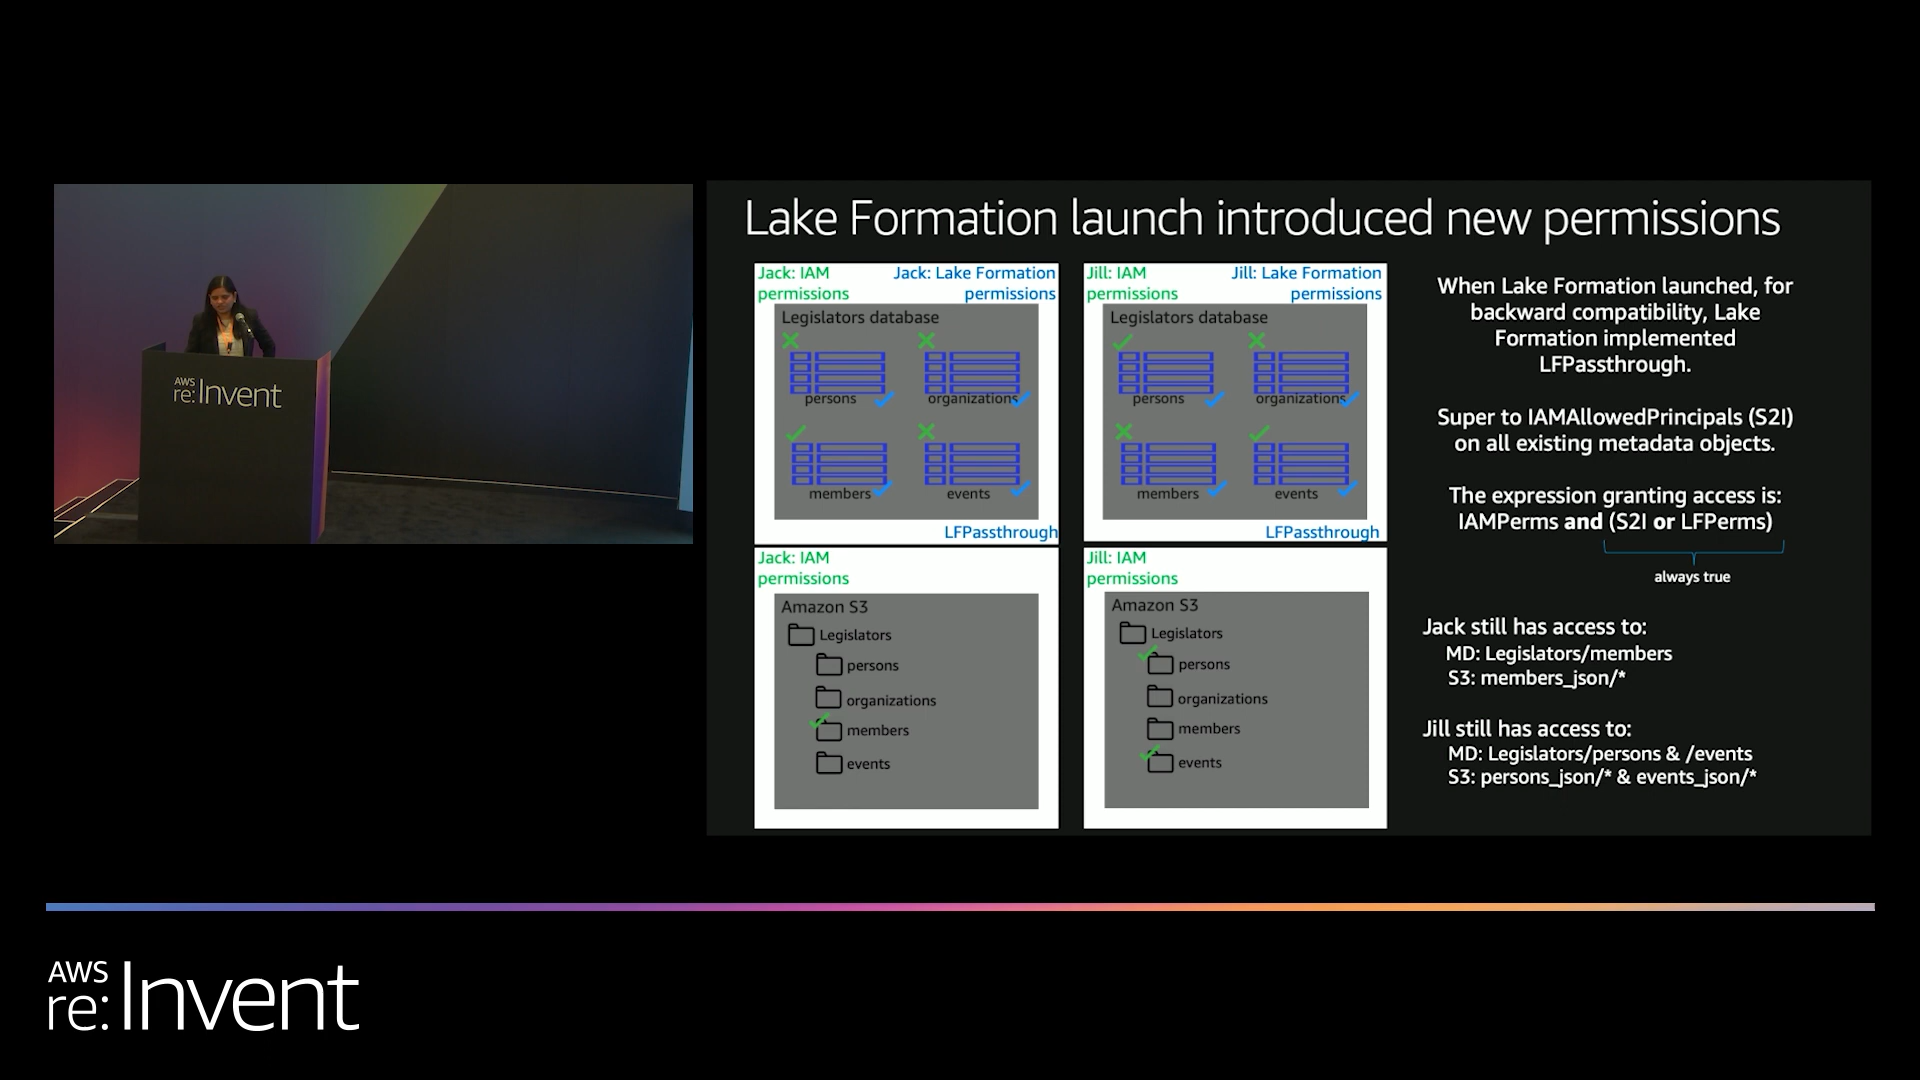 AWS
re:Invent
Lake Formation launch introduced new permissions
Jack: IAM
permissions
Jack: Lake Formation
permissions
Legislators database
persons
organizations
members
events
LFPassthrough
Jill: IAM
permissions
Jill: Lake Formation
permissions
Legislators database
persons
organizations
members
events
LFPassthrough
Jack: IAM
permissions
Amazon S3
Legislators
persons
organizations
members
events
Jill: IAM
permissions
Amazon S3
Legislators
persons
organizations
members
events
When Lake Formation launched, for
backward compatibility, Lake
Formation implemented
LFPassthrough.
Super to IAMAllowedPrincipals (S2I)
on all existing metadata objects.
The expression granting access is:
IAMPerms and (S2I or LFPerms)
always true
Jack still has access to:
MD: Legislators/members
S3: members_json/*
Jill still has access to:
MD: Legislators/persons & /events
S3: persons_json/* & events_json/*
AWS
re:Invent